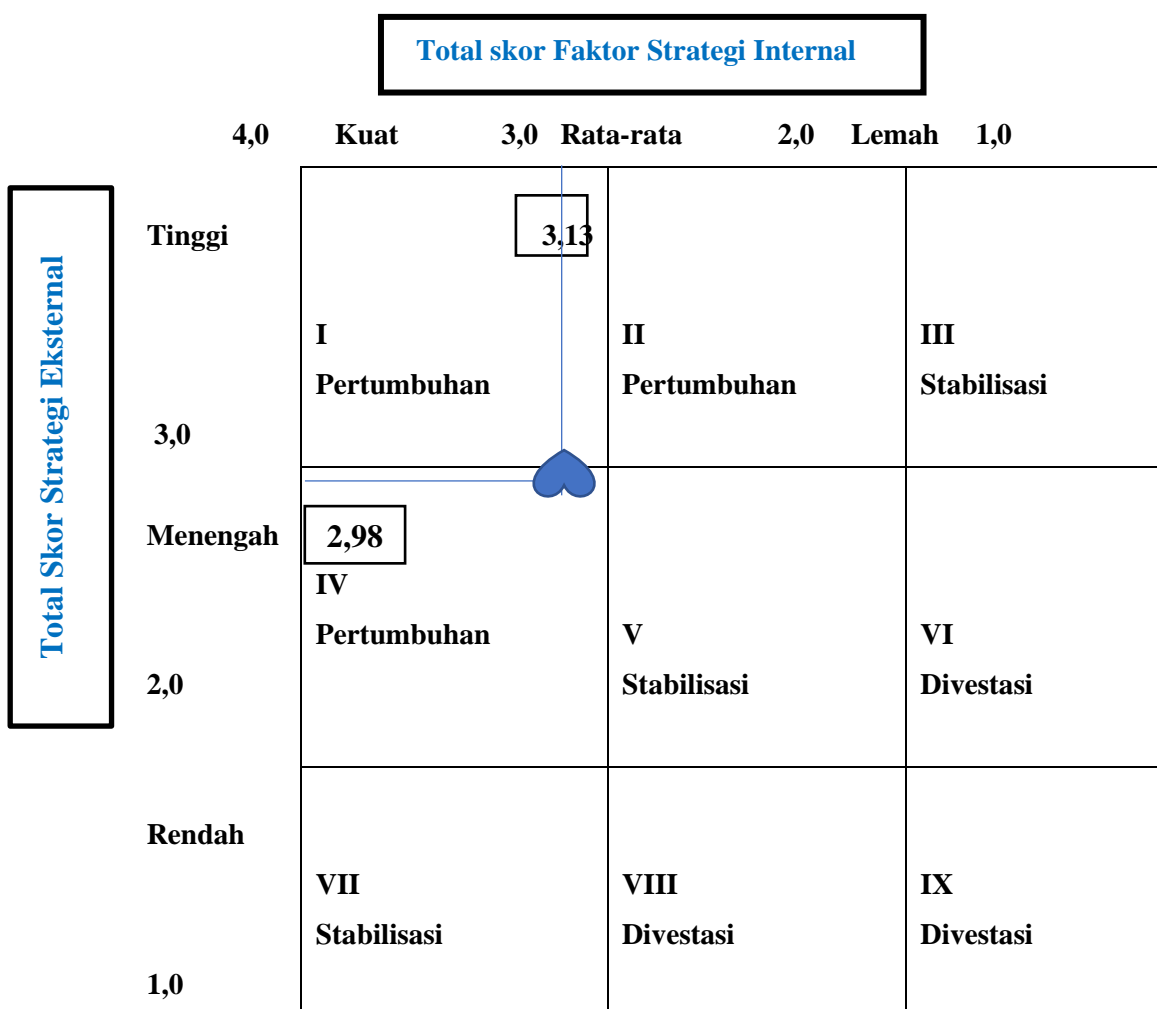 Total skor Faktor Strategi Internal
4,0 Kuat 3,0 Rata-rata 2,0 Lemah 1,0
Total Skor Strategi Eksternal
Tinggi
3,13
I
Pertumbuhan
II
Pertumbuhan
III
Stabilisasi
3,0
Menengah
2,98
IV
Pertumbuhan
V
Stabilisasi
VI
Divestasi
2,0
Rendah
VII
Stabilisasi
VIII
Divestasi
IX
Divestasi
1,0